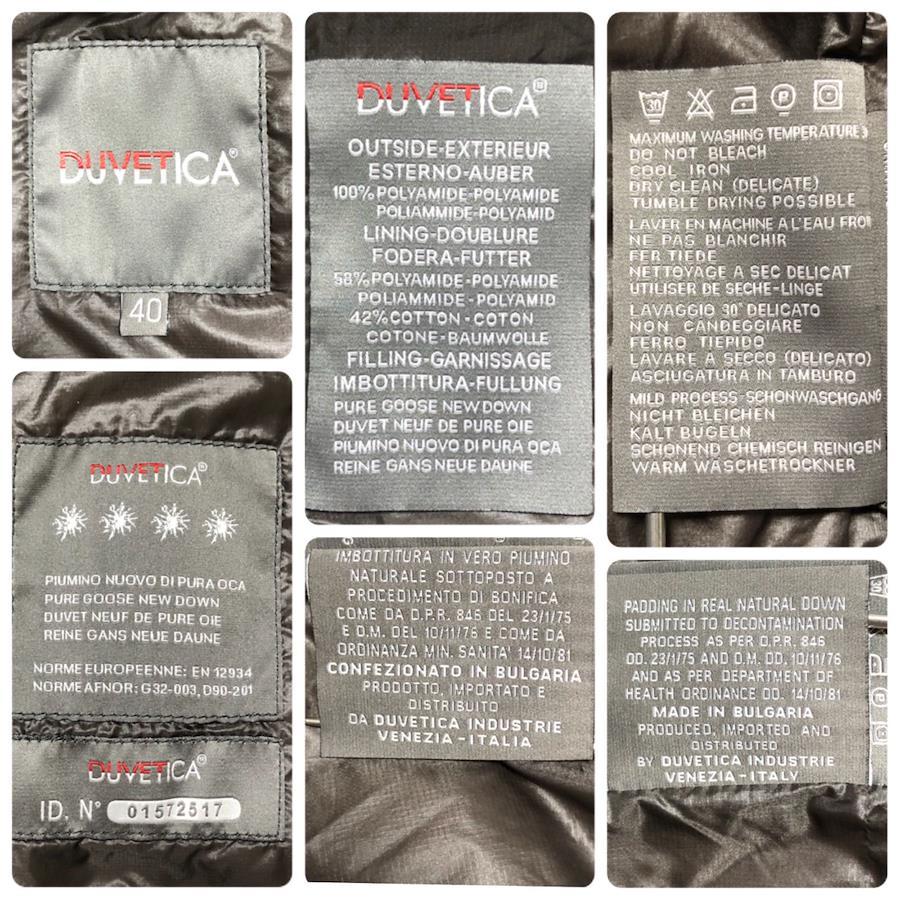 DUVETICA®
40
DUVETICA®
OUTSIDE-EXTERIEUR
ESTERNO-AUBER
100% POLYAMIDE-POLYAMIDE
POLIAMMIDE-POLYAMID
LINING-DOUBLURE
FODERA-FUTTER
58% POLYAMIDE-POLYAMIDE
POLIAMMIDE-POLYAMID
42% COTTON-COTON
COTONE-BAUMWOLLE
FILLING-GARNISSAGE
IMBOTTITURA-FULLUNG
PURE GOOSE NEW DOWN
DUVET NEUF DE PURE OIE
PIUMINO NUOVO DI PURA OCA
REINE GÄNS NEUE DAUNE
30 A P
MAXIMUM WASHING TEMPERATURE 3
DO NOT BLEACH
COOL IRON
DRY CLEAN (DELICATE)
TUMBLE DRYING POSSIBLE
LAVER EN MACHINE A L'EAU FROI
NE PAS BLANCHIR
FER TIEDE
NETTOYAGE A SEC DELICAT
UTILISER DE SECHE-LINGE
LAVAGGIO 30° DELICATO
NON CANDEGGIARE
FERRO TIEPIDO
LAVARE A SECCO (DELICATO)
ASCIUGATURA IN TAMBURO
MILD PROCESS-SCHONWASCHGANG
NICHT BLEICHEN
KALT BUGELN
SCHONEND CHEMISCH REINIGEN
WARM WASCHETROCKNER
DUVETICA®
PIUMINO NUOVO DI PURA OCA
PURE GOOSE NEW DOWN
DUVET NEUF DE PURE OIE
REINE GANS NEUE DAUNE
NORME EUROPEENNE: EN 12934
NORME AFNOR: G32-003, D90-201
DUVETICA®
ID. N° 01572517
IMBOTTITURA IN VERO PIUMINO
NATURALE SOTTOPOSTO A
PROCEDIMENTO DI BONIFICA
COME DA D.P.R. 846 DEL 23/1/75
E D.M. DEL 10/11/76 E COME DA
ORDINANZA MIN. SANITA' 14/10/81
CONFEZIONATO IN BULGARIA
PRODOTTO, IMPORTATO E
DISTRIBUITO
DA DUVETICA INDUSTRIE
VENEZIA-ITALIA
PADDING IN REAL NATURAL DOWN
SUBMITTED TO DECONTAMINATION
PROCESS AS PER D.P.R. 846
DD. 23/1/75 AND D.M. DD. 10/11/76
AND AS PER DEPARTMENT OF
HEALTH ORDINANCE DD. 14/10/81
MADE IN BULGARIA
PRODUCED, IMPORTED AND
DISTRIBUTED
BY DUVETICA INDUSTRIE
VENEZIA-ITALY